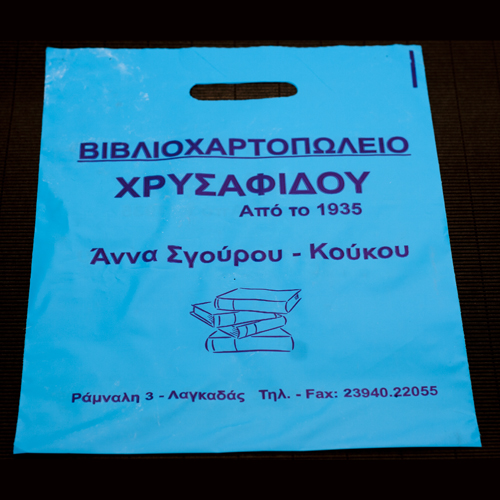 ΒΙΒΛΙΟΧΑΡΤΟΠΩΛΕΙΟ
ΧΡΥΣΑΦΙΔΟΥ
Από το 1935
Άννα Σγούρου - Κούκου
Ράμναλη 3 - Λαγκαδάς Τηλ. - Fax: 23940.22055